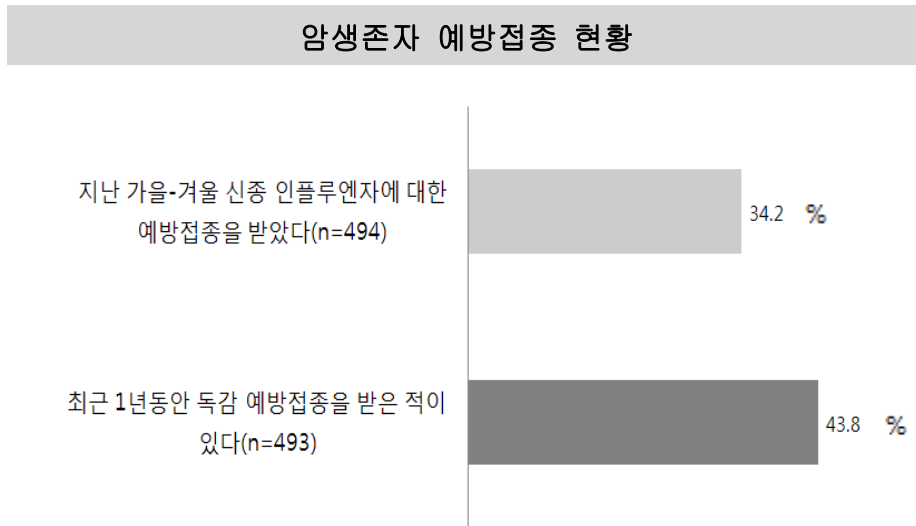 암생존자 예방접종 현황
지난 가을-겨울 신종 인플루엔자에 대한
예방접종을 받았다(n=494)
34.2 %
최근 1년동안 독감 예방접종을 받은 적이
있다(n=493)
43.8 %